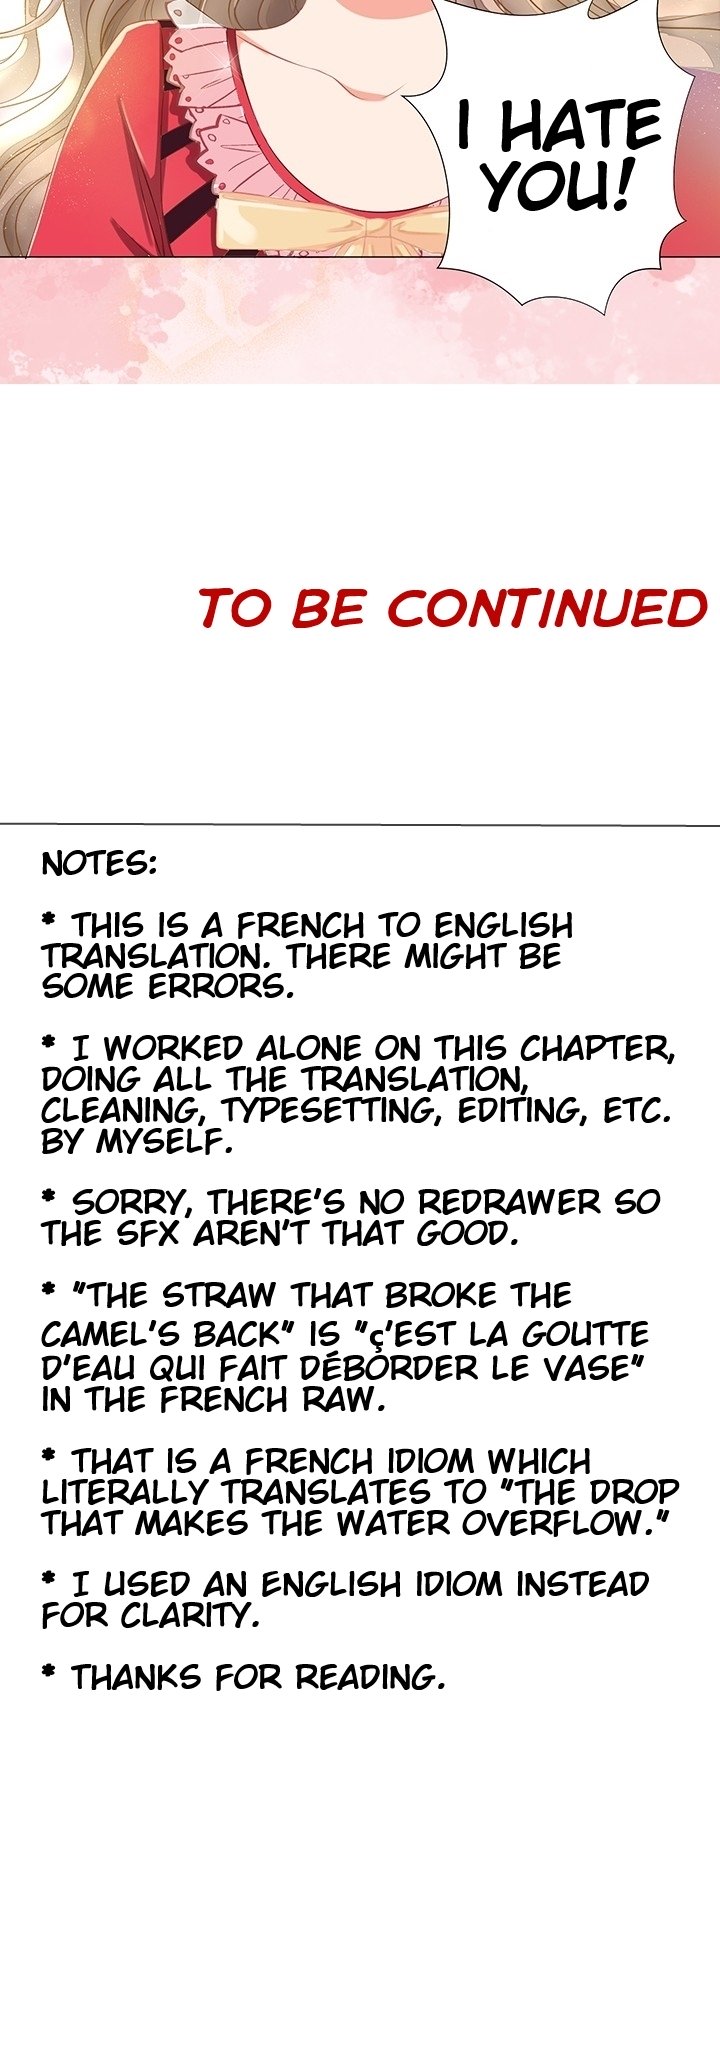 I HATE
YOU!
TO BE CONTINUED
NOTES:
* THIS IS A FRENCH TO ENGLISH
TRANSLATION. THERE MIGHT BE
SOME ERRORS.
* I WORKED ALONE ON THIS CHAPTER,
DOING ALL THE TRANSLATION,
CLEANING, TYPESETTING, EDITING, ETC.
BY MYSELF.
* SORRY, THERE'S NO REDRAWER SO
THE SFX AREN'T THAT GOOD.
* "THE STRAW THAT BROKE THE
CAMEL'S BACK" IS "ç'EST LA GOUTTE
D'EAU QUI FAIT DÉBORDER LE VASE"
IN THE FRENCH RAW.
* THAT IS A FRENCH IDIOM WHICH
LITERALLY TRANSLATES TO "THE DROP
THAT MAKES THE WATER OVERFLOW."
* I USED AN ENGLISH IDIOM INSTEAD
FOR CLARITY.
* THANKS FOR READING.